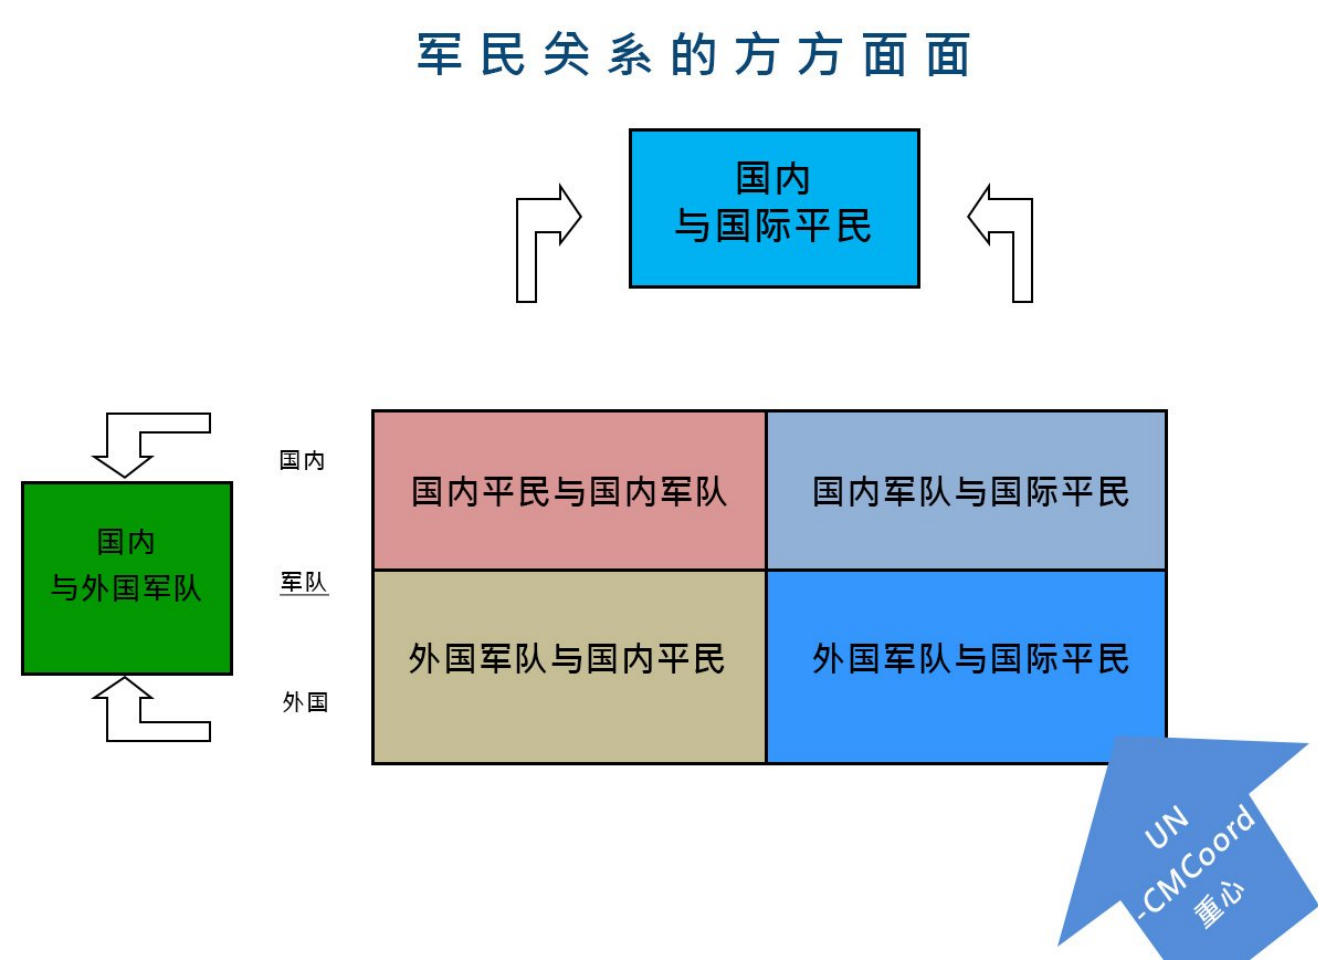 军民关系的方方面面
国内
与国际平民
国内
国内平民与国内军队
国内军队与国际平民
国内
与外国军队
军队
外国军队与国内平民
外国军队与国际平民
外国
UN
-CMCoord
重心